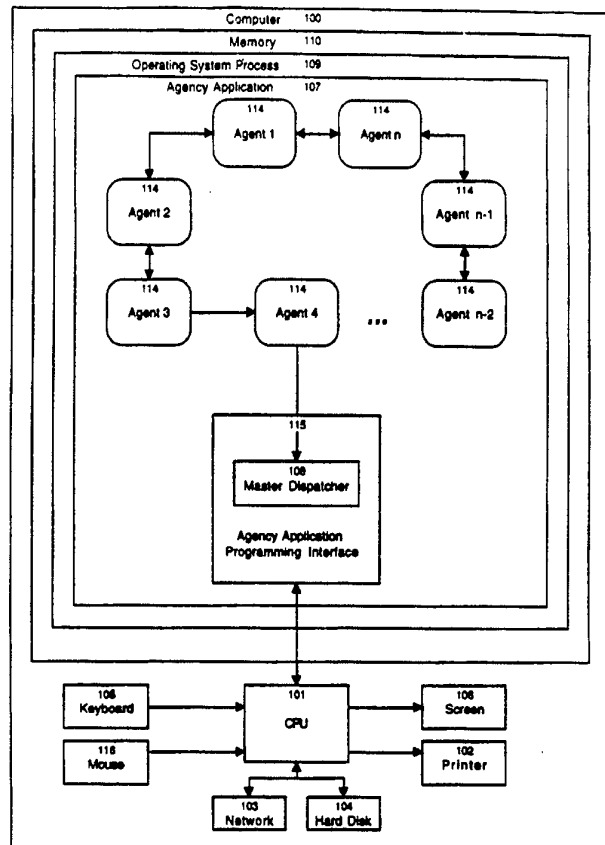 Computer 100
Memory 110
Operating System Process 109
Agency Application 107
114
Agent 1
114
Agent n
114
Agent 2
114
Agent n-1
114
Agent 3
114
Agent 4
...
114
Agent n-2
115
108
Master Dispatcher
Agency Application
Programming Interface
105
Keyboard
101
CPU
106
Screen
116
Mouse
102
Printer
103
Network
104
Hard Disk